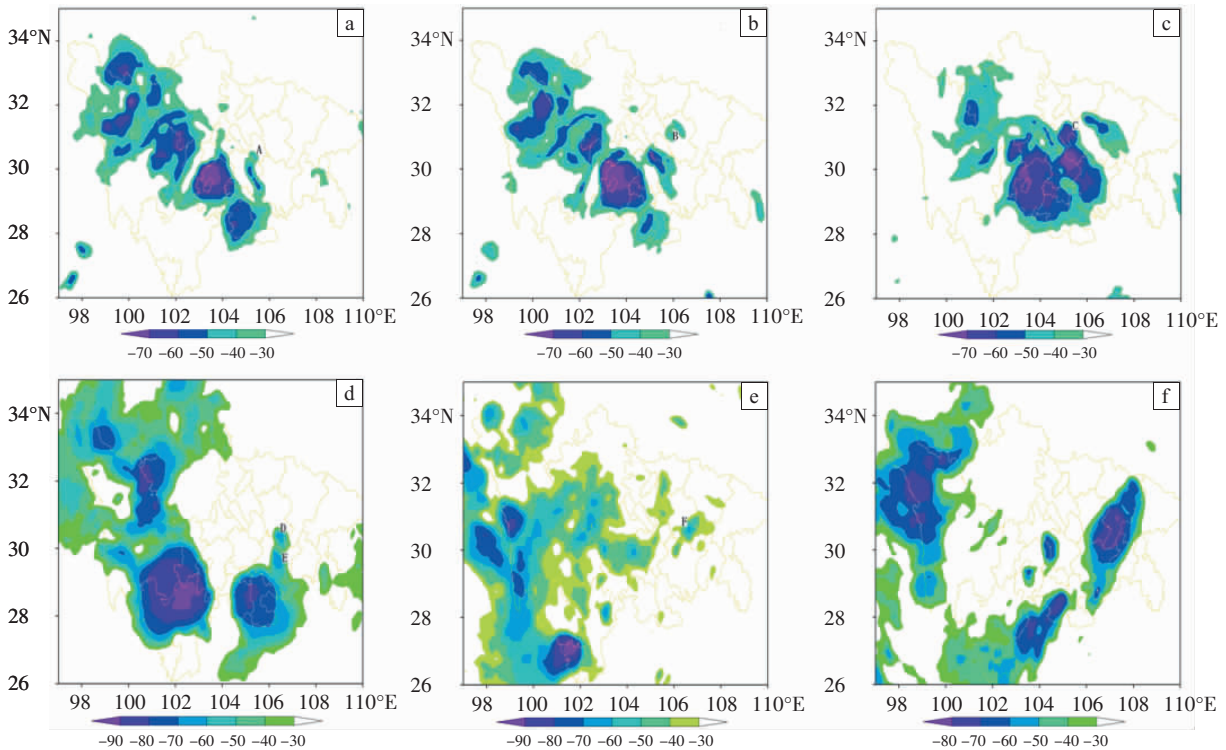 a b c
34°N 34°N 34°N
32 32 32
A B C
30 30 30
28 28 28
26 26 26
98 100 102 104 106 108 110°E 98 100 102 104 106 108 110°E 98 100 102 104 106 108 110°E
−70 −60 −50 −40 −30 −70 −60 −50 −40 −30 −70 −60 −50 −40 −30
d e f
34°N 34°N 34°N
32 32 32
D F
30 30 30
E
28 28 28
26 26 26
98 100 102 104 106 108 110°E 98 100 102 104 106 108 110°E 98 100 102 104 106 108 110°E
−90 −80 −70 −60 −50 −40 −30 −90 −80 −70 −60 −50 −40 −30 −80 −70 −60 −50 −40 −30